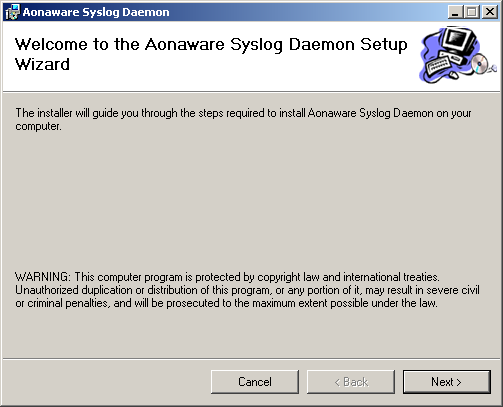 Aonaware Syslog Daemon
Welcome to the Aonaware Syslog Daemon Setup
Wizard
The installer will guide you through the steps required to install Aonaware Syslog Daemon on your
computer.
WARNING: This computer program is protected by copyright law and international treaties.
Unauthorized duplication or distribution of this program, or any portion of it, may result in severe civil
or criminal penalties, and will be prosecuted to the maximum extent possible under the law.
Cancel < Back Next >